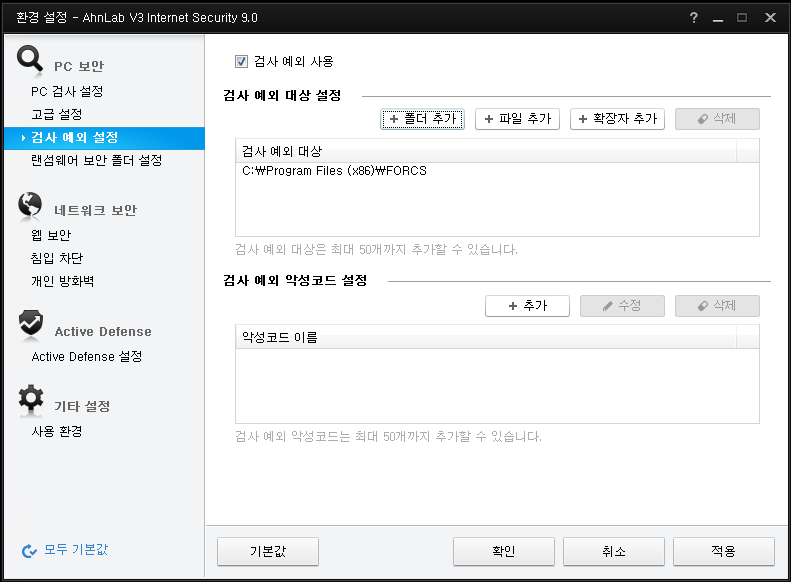 환경 설정 - AhnLab V3 Internet Security 9.0
?
PC 보안
PC 검사 설정
고급 설정
검사 예외 설정
랜섬웨어 보안 폴더 설정
네트워크 보안
웹 보안
침입 차단
개인 방화벽
Active Defense
Active Defense 설정
기타 설정
사용 환경
모두 기본값
검사 예외 사용
검사 예외 대상 설정
+ 폴더 추가
+ 파일 추가
+ 확장자 추가
삭제
검사 예외 대상
C:₩Program Files (x86)₩FORCS
검사 예외 대상은 최대 50개까지 추가할 수 있습니다.
검사 예외 악성코드 설정
+ 추가
수정
삭제
악성코드 이름
검사 예외 악성코드는 최대 50개까지 추가할 수 있습니다.
기본값
확인
취소
적용